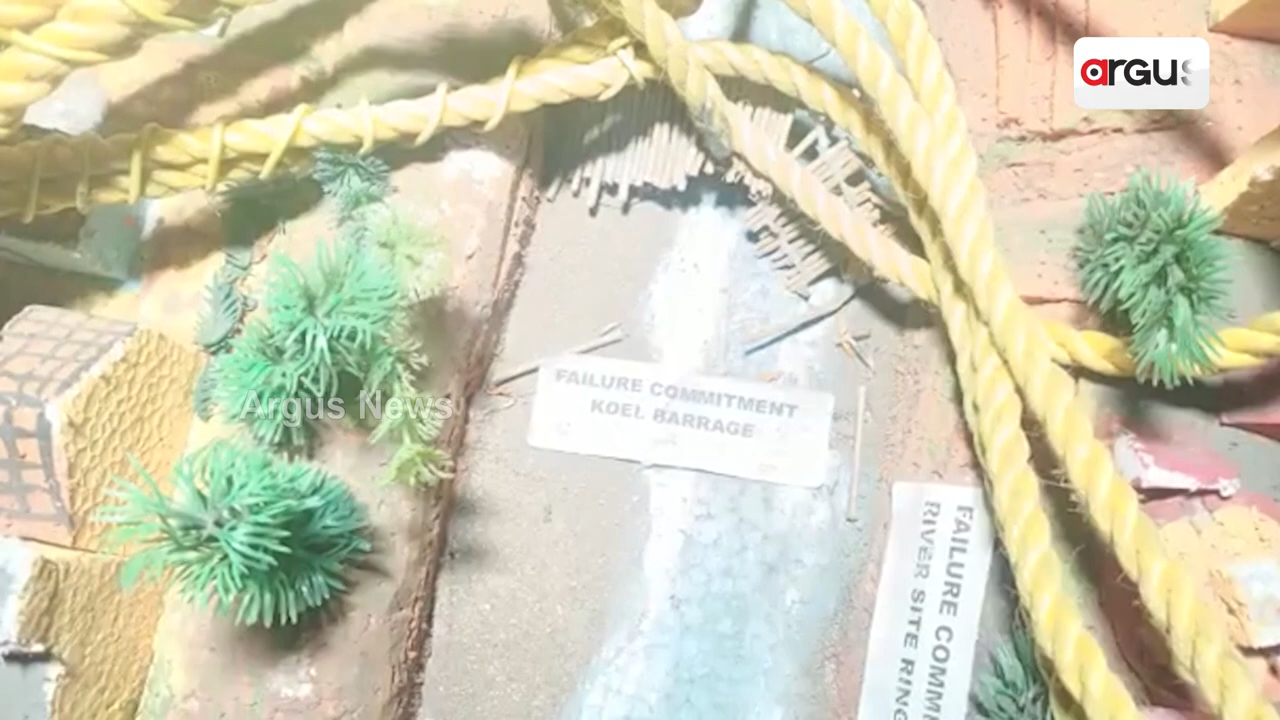 argus
Argus News
FAILURE COMMITMENT
KOEL BARRAGE
FAILURE COMM
RIVER SITE RING